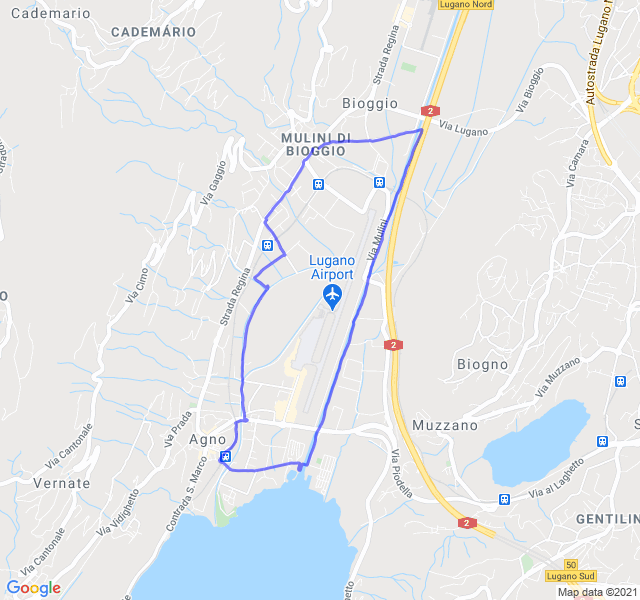 Cademario
CADEMÁRIO
Lugano Nord
Strada Regina
Autostrada Lugano N
Bioggio
2
Via Lugano
Via Bioggio
MULINI DI
BIOGGIO
Via Camara
Via Gaggio
Via Mulini
Lugano
Airport
Via Cimo
Strada Regina
2
Biogno
Via Muzzano
Via Prada
Agno
Muzzano
S
Via Cantonale
Vernate
Contrada S. Marco
Via Vidighetto
Via Piodella
Via al Laghetto
Via Cantonale
2
GENTILIN
50
Lugano Sud
ghetto
Google
Map data ©2021